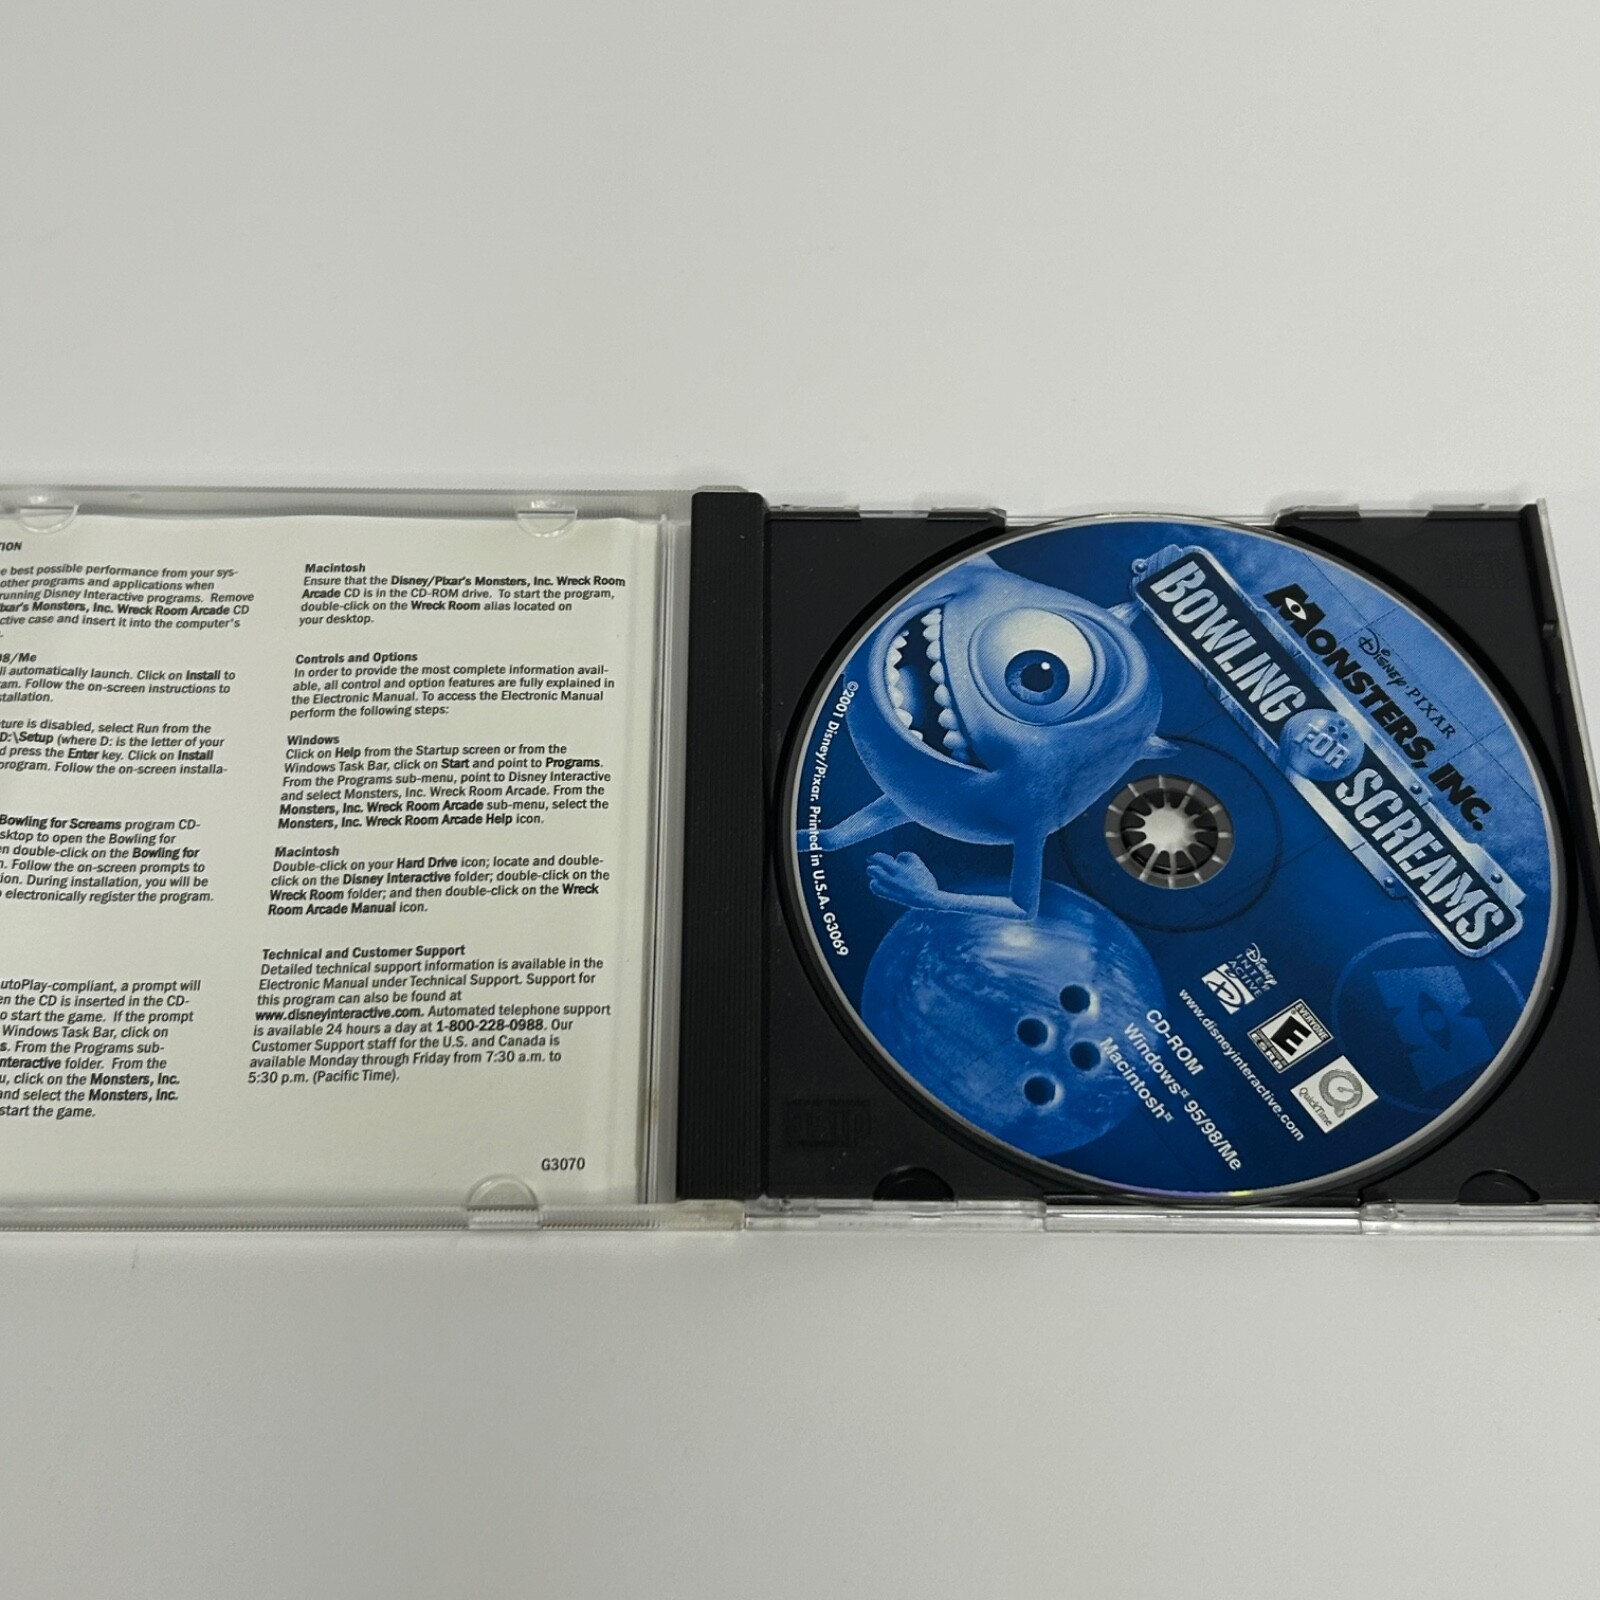 TION
e best possible performance from your sys-
other programs and applications when
running Disney Interactive programs. Remove
ixar's Monsters, Inc. Wreck Room Arcade CD
ctive case and insert it into the computer's
98/Me
ll automatically launch. Click on Install to
am. Follow the on-screen instructions to
stallation.
ture is disabled, select Run from the
D:\Setup (where D: is the letter of your
d press the Enter key. Click on Install
program. Follow the on-screen installa-
Bowling for Screams program CD-
sktop to open the Bowling for
n double-click on the Bowling for
n. Follow the on-screen prompts to
ion. During installation, you will be
o electronically register the program.
utoPlay-compliant, a prompt will
en the CD is inserted in the CD-
o start the game. If the prompt
Windows Task Bar, click on
s. From the Programs sub-
nteractive folder. From the
u, click on the Monsters, Inc.
and select the Monsters, Inc.
start the game.
Macintosh
Ensure that the Disney/Pixar's Monsters, Inc. Wreck Room
Arcade CD is in the CD-ROM drive. To start the program,
double-click on the Wreck Room alias located on
your desktop.
Controls and Options
In order to provide the most complete information avail-
able, all control and option features are fully explained in
the Electronic Manual. To access the Electronic Manual
perform the following steps:
Windows
Click on Help from the Startup screen or from the
Windows Task Bar, click on Start and point to Programs.
From the Programs sub-menu, point to Disney Interactive
and select Monsters, Inc. Wreck Room Arcade. From the
Monsters, Inc. Wreck Room Arcade sub-menu, select the
Monsters, Inc. Wreck Room Arcade Help icon.
Macintosh
Double-click on your Hard Drive icon; locate and double-
click on the Disney Interactive folder; double-click on the
Wreck Room folder; and then double-click on the Wreck
Room Arcade Manual icon.
Technical and Customer Support
Detailed technical support information is available in the
Electronic Manual under Technical Support. Support for
this program can also be found at
www.disneyinteractive.com. Automated telephone support
is available 24 hours a day at 1-800-228-0988. Our
Customer Support staff for the U.S. and Canada is
available Monday through Friday from 7:30 a.m. to
5:30 p.m. (Pacific Time).
G3070
Disney·PIXAR
MONSTERS, INC.
BOWLING
FOR
SCREAMS
©2001 Disney/Pixar. Printed in U.S.A. G3069
Disney
INTER
ACTIVE
CD-ROM
Windows¤ 95/98/Me
Macintosh¤
www.disneyinteractive.com
EVERYONE
E
ESRB
QuickTime